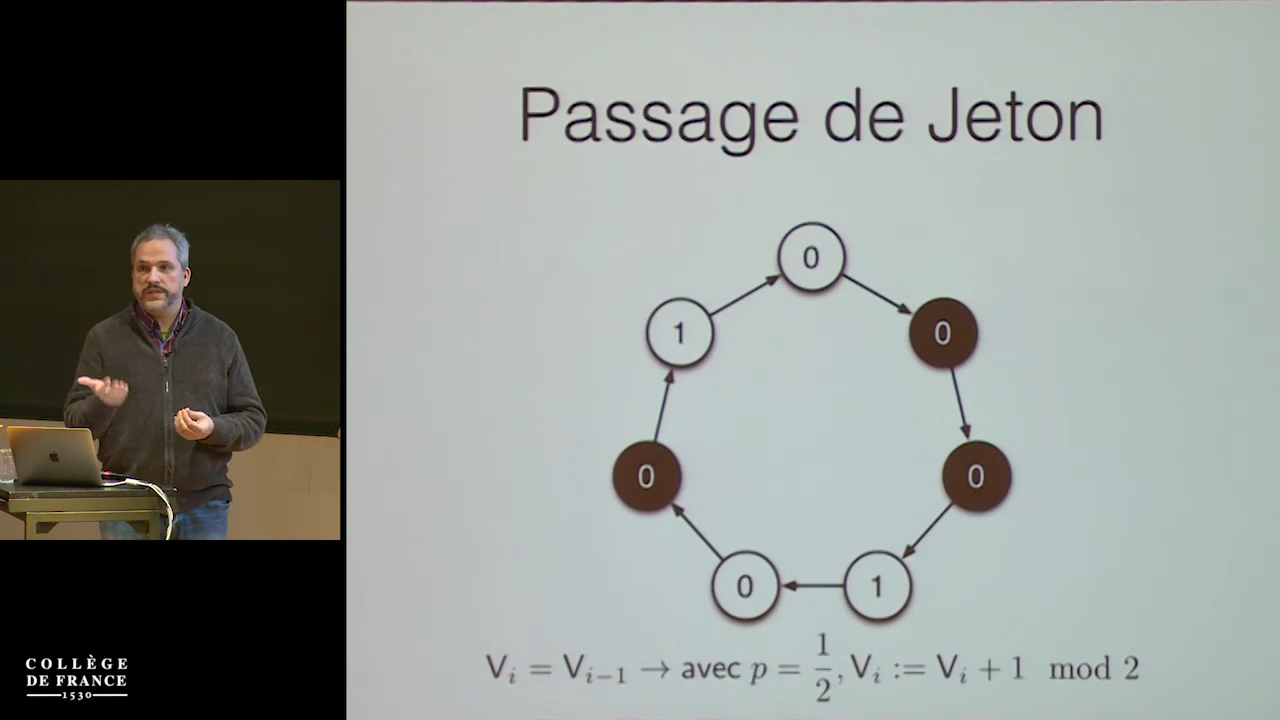 Passage de Jeton
0
1
0
0
0
0
1
V_i = V_{i-1} → avec p = 1/2, V_i := V_i + 1 mod 2
COLLÈGE
DE FRANCE
1530